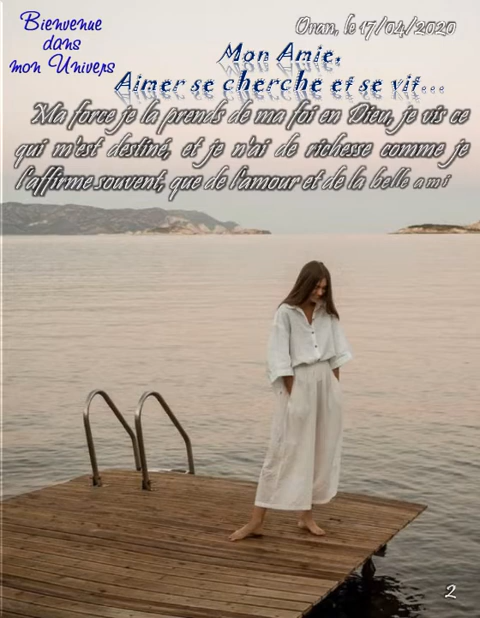 Bienvenue
dans
mon Univers
Oran, le 17/04/2020
Mon Amie,
Aimer se cherche et se vit...
Ma force je la prends de ma foi en Dieu, je vis ce
qui m'est destiné, et je n'ai de richesse comme je
l'affirme souvent, que de l'amour et de la belle ami
2